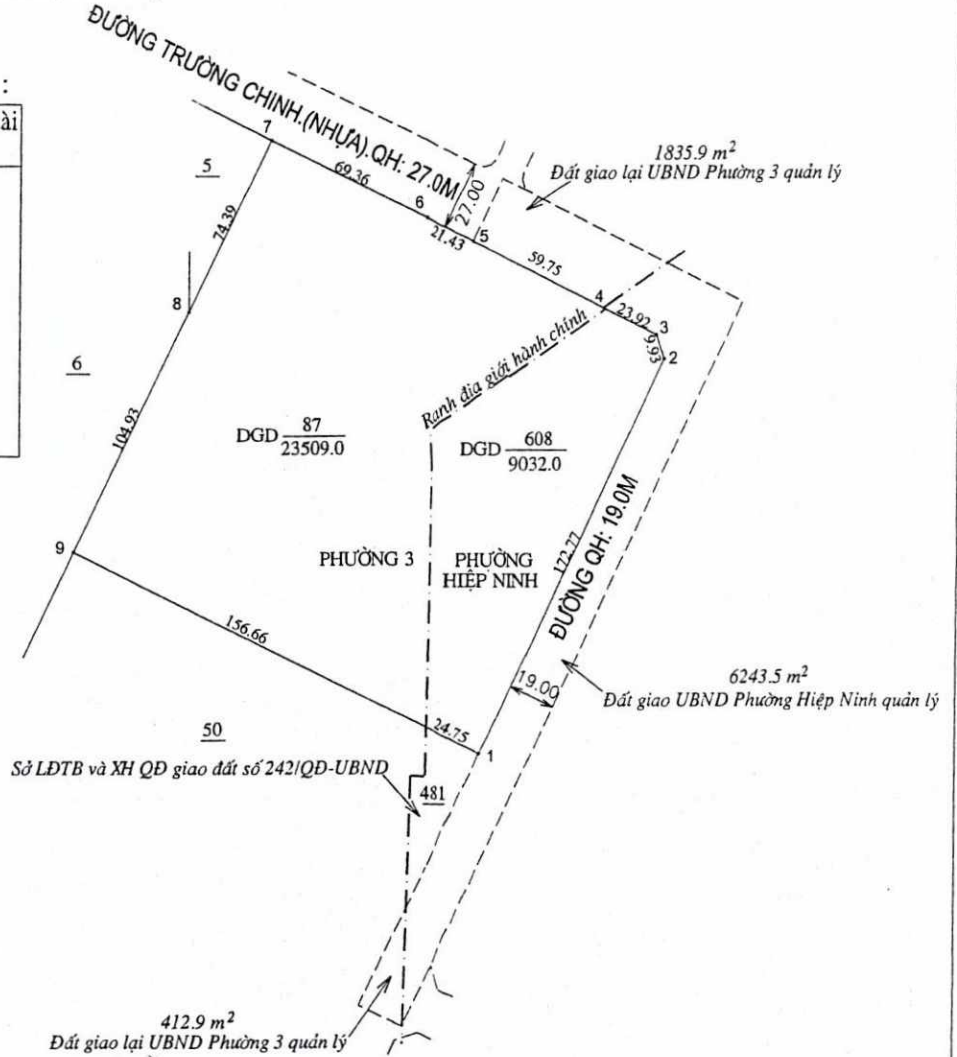 ĐƯỜNG TRƯỜNG CHINH.(NHỰA).QH: 27.0M
:
ài
7
5
69.36
6
27.00
21.43
5
1835.9 m²
Đất giao lại UBND Phường 3 quản lý
59.75
4
23.92
3
9.93
2
74.39
8
6
Ranh địa giới hành chính
104.93
DGD 87
23509.0
DGD 608
9032.0
172.77
ĐƯỜNG QH: 19.0M
9
PHƯỜNG 3
PHƯỜNG
HIỆP NINH
156.66
19.00
6243.5 m²
Đất giao UBND Phường Hiệp Ninh quản lý
24.75
1
50
Sở LĐTB và XH QĐ giao đất số 242/QĐ-UBND
481
412.9 m²
Đất giao lại UBND Phường 3 quản lý